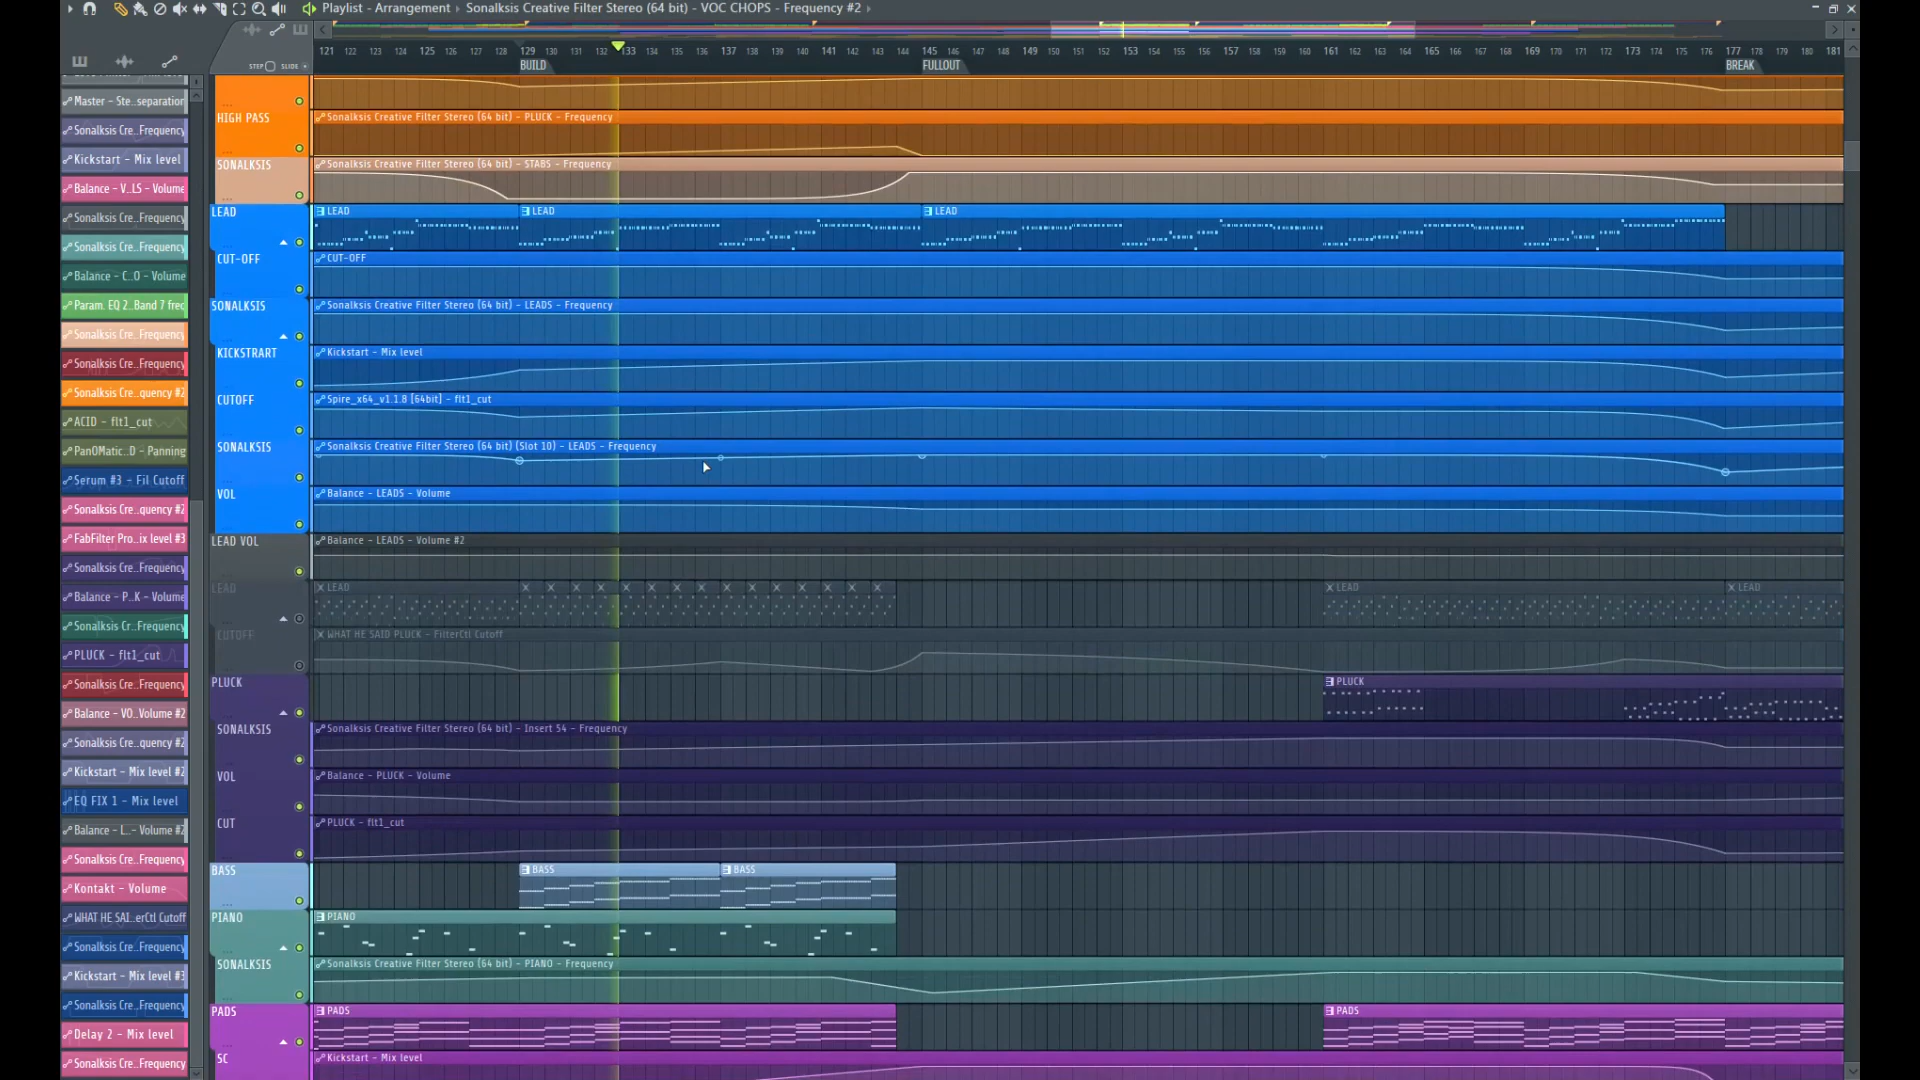 Playlist - Arrangement › Sonalksis Creative Filter Stereo (64 bit) - VOC CHOPS - Frequency #2 ›
121 122 123 124 125 126 127 128 129 130 131 132 133 134 135 136 137 138 139 140 141 142 143 144 145 146 147 148 149 150 151 152 153 154 155 156 157 158 159 160 161 162 163 164 165 166 167 168 169 170 171 172 173 174 175 176 177 178 179 180 181
STEP SLIDE
BUILD FULLOUT BREAK
Master - Ste..separation
Sonalksis Cre..Frequency
Kickstart - Mix level
Balance - V..LS - Volume
Sonalksis Cre..Frequency
Sonalksis Cre..Frequency
Balance - C..O - Volume
Param. EQ 2..Band 7 freq
Sonalksis Cre..Frequency
Sonalksis Cre..Frequency
Sonalksis Cre..quency #2
ACID - flt1_cut
PanOMatic..D - Panning
Serum #3 - Fil Cutoff
Sonalksis Cre..quency #2
FabFilter Pro..ix level #3
Sonalksis Cre..Frequency
Balance - P..K - Volume
Sonalksis Cr..Frequency
PLUCK - flt1_cut
Sonalksis Cre..Frequency
Balance - VO..Volume #2
Sonalksis Cre..quency #2
Kickstart - Mix level #2
EQ FIX 1 - Mix level
Balance - L.. - Volume #2
Sonalksis Cre..Frequency
Kontakt - Volume
WHAT HE SAI..erCtl Cutoff
Sonalksis Cre..Frequency
Kickstart - Mix level #3
Sonalksis Cre..Frequency
Delay 2 - Mix level
Sonalksis Cre..Frequency
HIGH PASS
Sonalksis Creative Filter Stereo (64 bit) - PLUCK - Frequency
SONALKSIS
Sonalksis Creative Filter Stereo (64 bit) - STABS - Frequency
LEAD
LEAD LEAD LEAD
CUT-OFF
CUT-OFF
SONALKSIS
Sonalksis Creative Filter Stereo (64 bit) - LEADS - Frequency
KICKSTRART
Kickstart - Mix level
CUTOFF
Spire_x64_v1.1.8 [64bit] - flt1_cut
SONALKSIS
Sonalksis Creative Filter Stereo (64 bit) (Slot 10) - LEADS - Frequency
VOL
Balance - LEADS - Volume
LEAD VOL
Balance - LEADS - Volume #2
LEAD
LEAD LEAD LEAD
CUTOFF
WHAT HE SAID PLUCK - FilterCtl Cutoff
PLUCK
PLUCK
SONALKSIS
Sonalksis Creative Filter Stereo (64 bit) - Insert 54 - Frequency
VOL
Balance - PLUCK - Volume
CUT
PLUCK - flt1_cut
BASS
BASS BASS
PIANO
PIANO
SONALKSIS
Sonalksis Creative Filter Stereo (64 bit) - PIANO - Frequency
PADS
PADS PADS
SC
Kickstart - Mix level